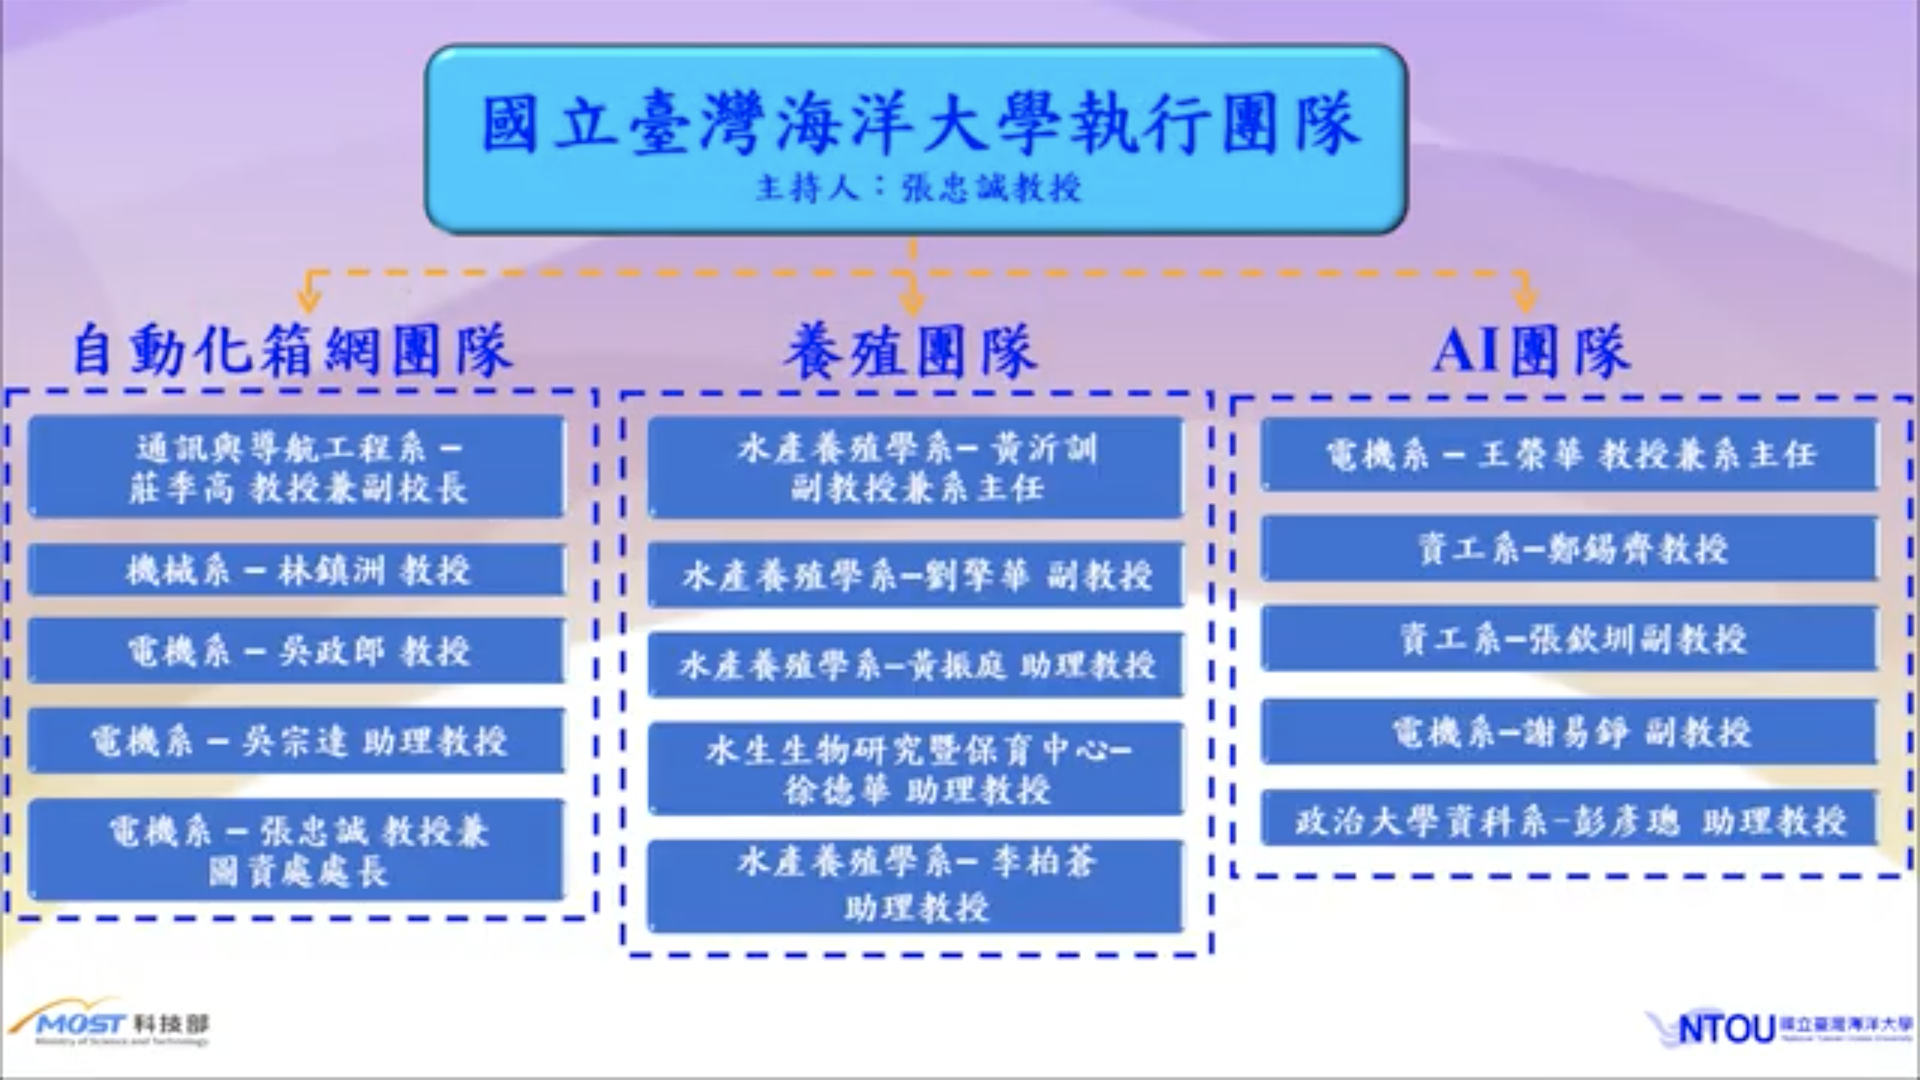 國立臺灣海洋大學執行團隊
主持人：張忠誠教授
自動化箱網團隊
通訊與導航工程系－
莊季高 教授兼副校長
機械系－林鎮洲 教授
電機系－吳政郎 教授
電機系－吳宗達 助理教授
電機系－張忠誠 教授兼
圖資處處長
養殖團隊
水產養殖學系－黃沂訓
副教授兼系主任
水產養殖學系－劉擎華 副教授
水產養殖學系－黃振庭 助理教授
水生生物研究暨保育中心－
徐德華 助理教授
水產養殖學系－李柏蒼
助理教授
AI團隊
電機系－王榮華 教授兼系主任
資工系－鄭錫齊教授
資工系－張欽圳副教授
電機系－謝易錚 副教授
政治大學資科系-彭彥璁 助理教授
MOST 科技部
Ministry of Science and Technology
NTOU 國立臺灣海洋大學
National Taiwan Ocean University